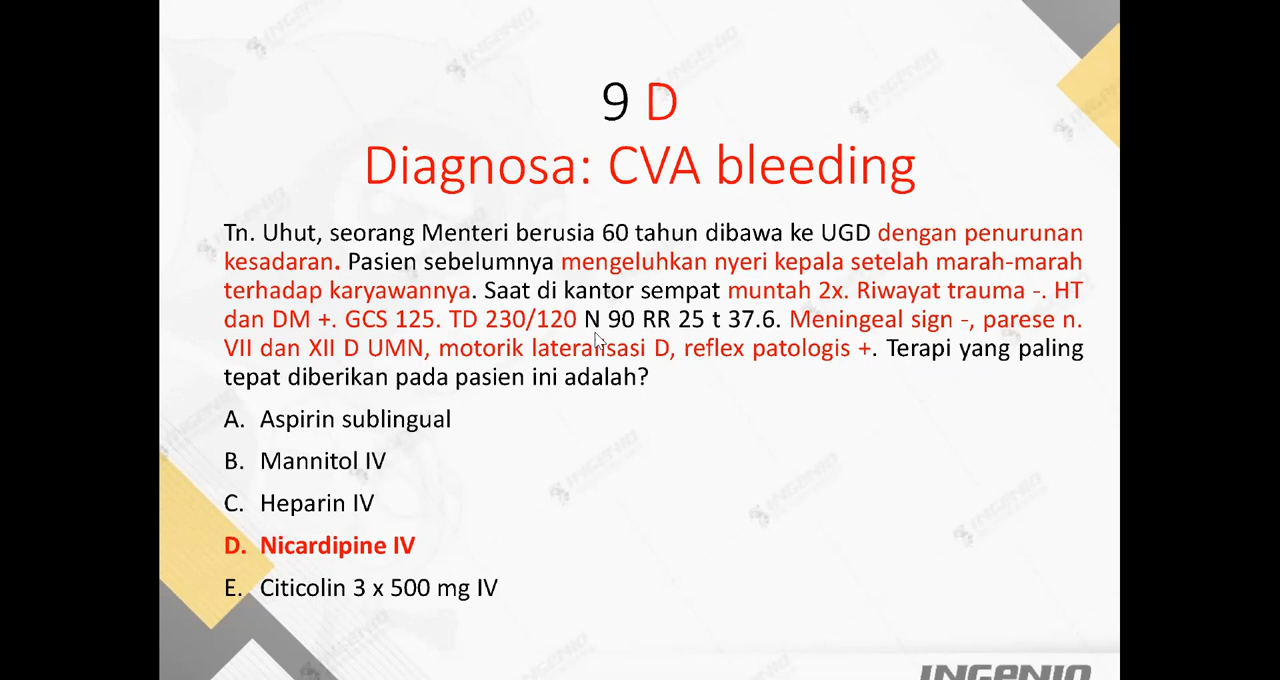 9 D
Diagnosa: CVA bleeding
Tn. Uhut, seorang Menteri berusia 60 tahun dibawa ke UGD dengan penurunan
kesadaran. Pasien sebelumnya mengeluhkan nyeri kepala setelah marah-marah
terhadap karyawannya. Saat di kantor sempat muntah 2x. Riwayat trauma -. HT
dan DM +. GCS 125. TD 230/120 N 90 RR 25 t 37.6. Meningeal sign -, parese n.
VII dan XII D UMN, motorik lateralisasi D, reflex patologis +. Terapi yang paling
tepat diberikan pada pasien ini adalah?
A. Aspirin sublingual
B. Mannitol IV
C. Heparin IV
D. Nicardipine IV
E. Citicolin 3 x 500 mg IV
INGENIO